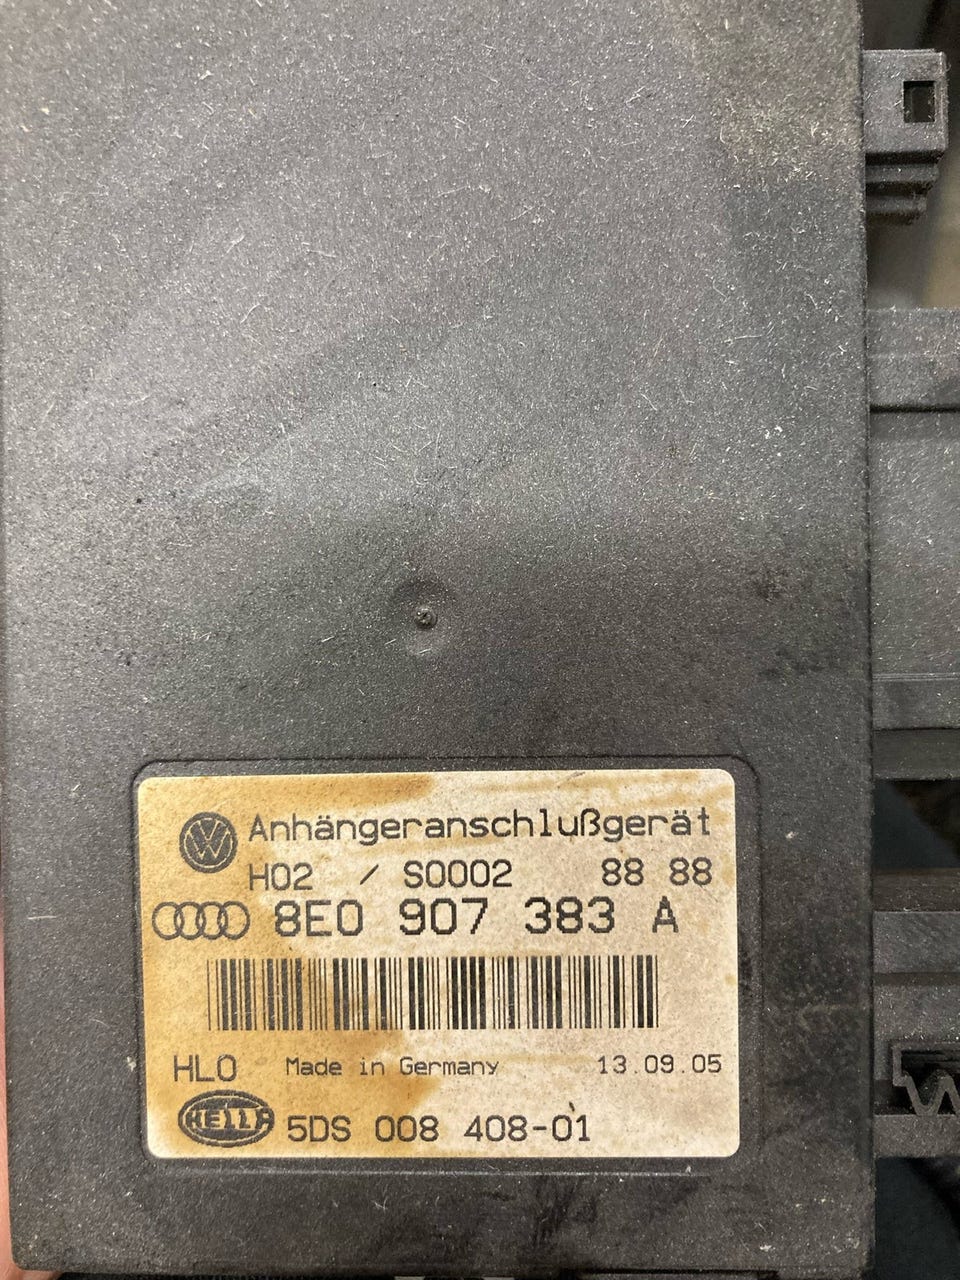 Anhängeranschlußgerät
H02 / S0002 88 88
8E0 907 383 A
HLO Made in Germany 13.09.05
HELLA 5DS 008 408-01